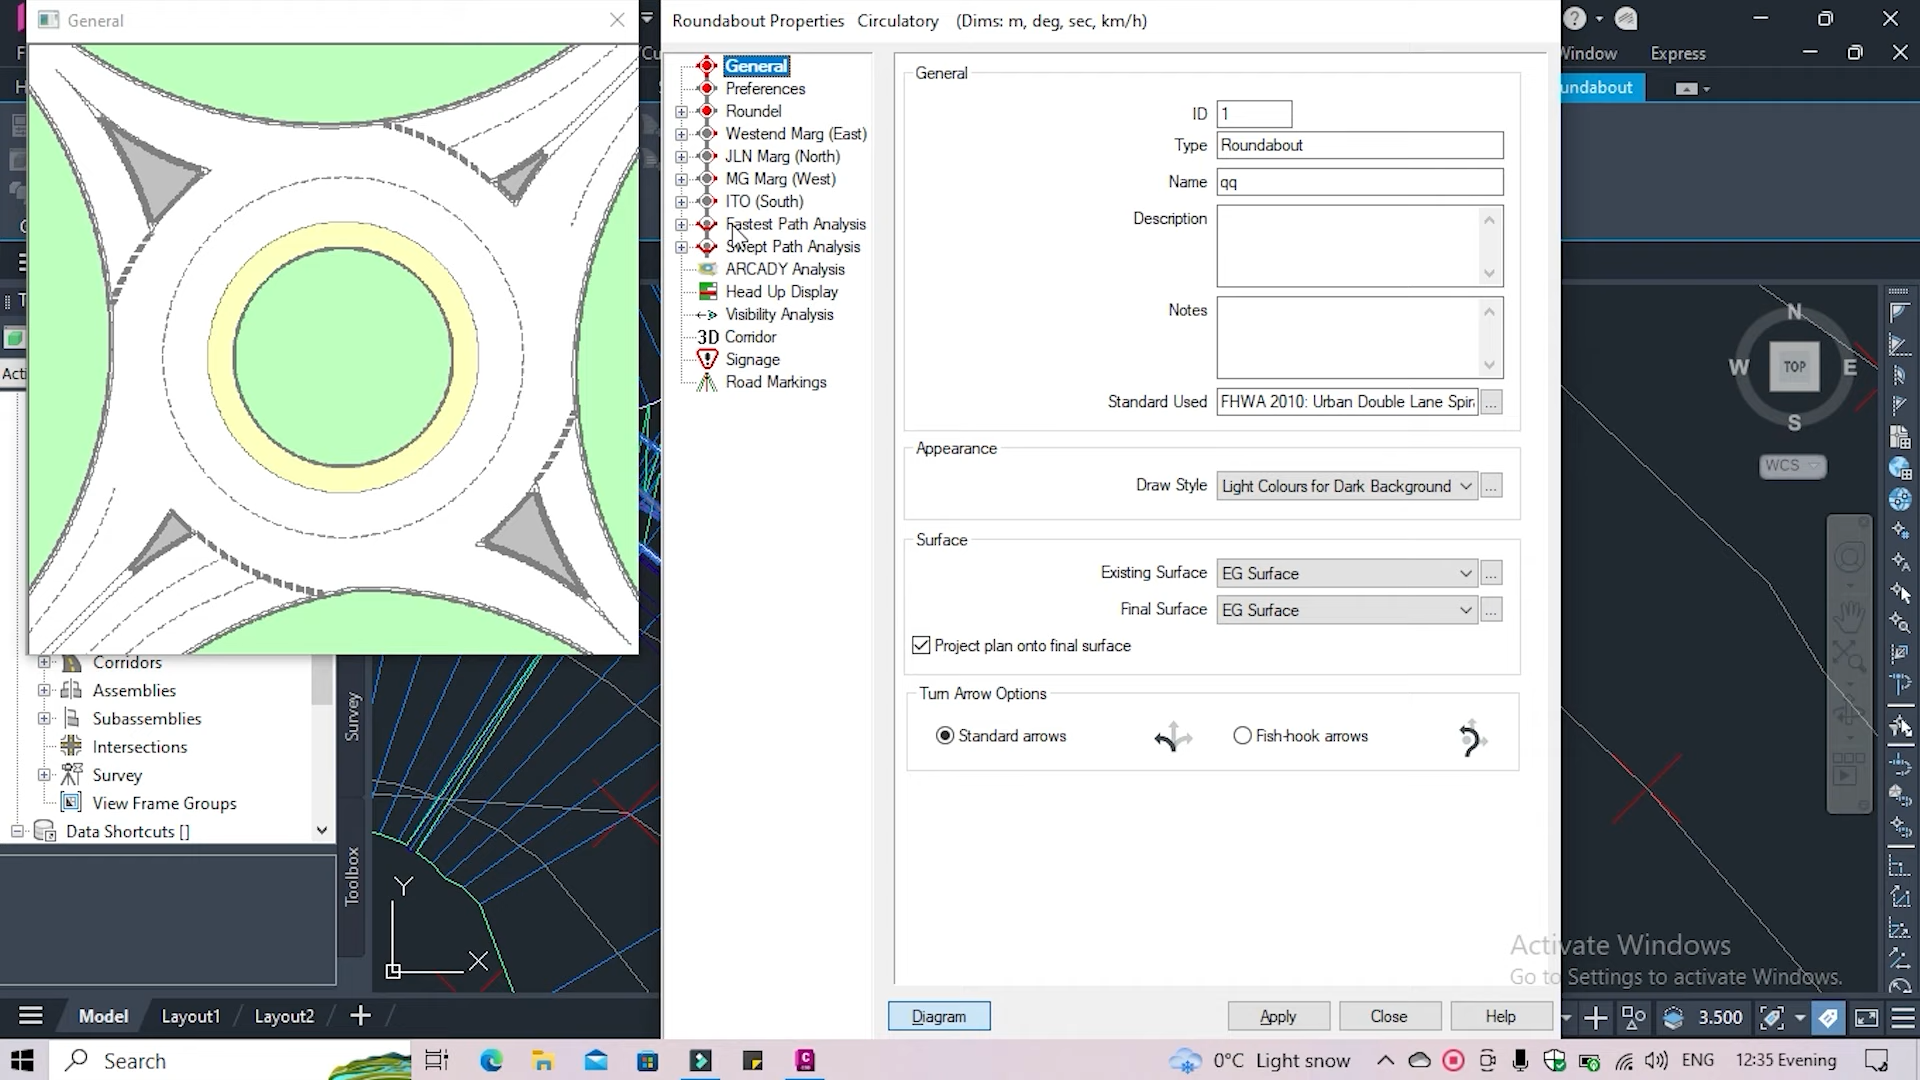 General
Roundabout Properties   Circulatory   (Dims: m, deg, sec, km/h)
Window
Express
undabout
General
Preferences
Roundel
Westend Marg (East)
JLN Marg (North)
MG Marg (West)
ITO (South)
Fastest Path Analysis
Swept Path Analysis
ARCADY Analysis
Head Up Display
Visibility Analysis
3D Corridor
Signage
Road Markings
General
ID 1
Type Roundabout
Name qq
Description
Notes
Standard Used FHWA 2010: Urban Double Lane Spir
Appearance
Draw Style Light Colours for Dark Background
Surface
Existing Surface EG Surface
Final Surface EG Surface
Project plan onto final surface
Turn Arrow Options
Standard arrows
Fish-hook arrows
Diagram
Apply
Close
Help
N
W TOP E
S
WCS
Acti
Corridors
Assemblies
Subassemblies
Intersections
Survey
View Frame Groups
Data Shortcuts []
Survey
Toolbox
Y
X
Activate Windows
Go to Settings to activate Windows.
Model
Layout1
Layout2
3.500
Search
0°C Light snow
ENG
12:35 Evening